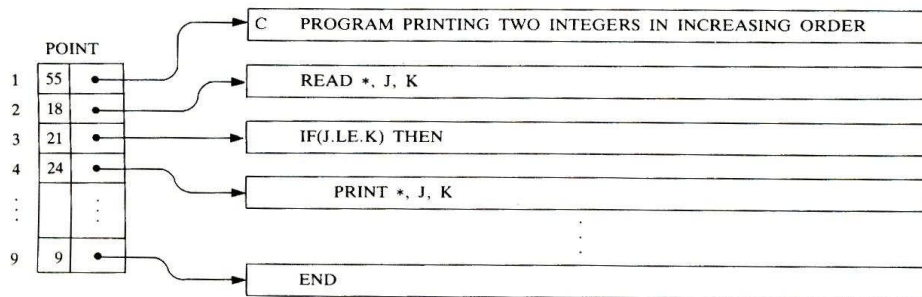 C PROGRAM PRINTING TWO INTEGERS IN INCREASING ORDER
POINT
1 55
READ *, J, K
2 18
3 21
IF(J.LE.K) THEN
4 24
PRINT *, J, K
9 9
END